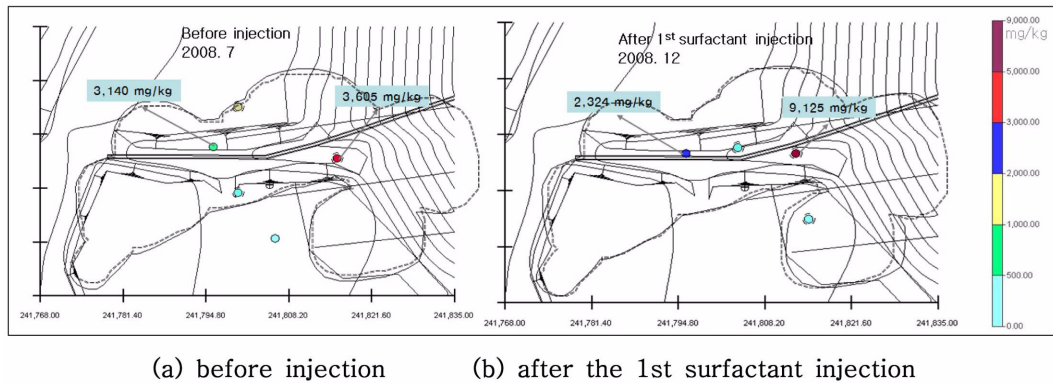 Before injection
2008. 7
3,140 mg/kg
3,605 mg/kg
241,768.00 241,781.40 241,794.80 241,808.20 241,821.60 241,835.00
After 1st surfactant injection
2008. 12
2,324 mg/kg
9,125 mg/kg
241,768.00 241,781.40 241,794.80 241,808.20 241,821.60 241,835.00
9,000.00
mg/kg
5,000.00
3,000.00
2,000.00
1,000.00
500.00
0.00
(a) before injection (b) after the 1st surfactant injection